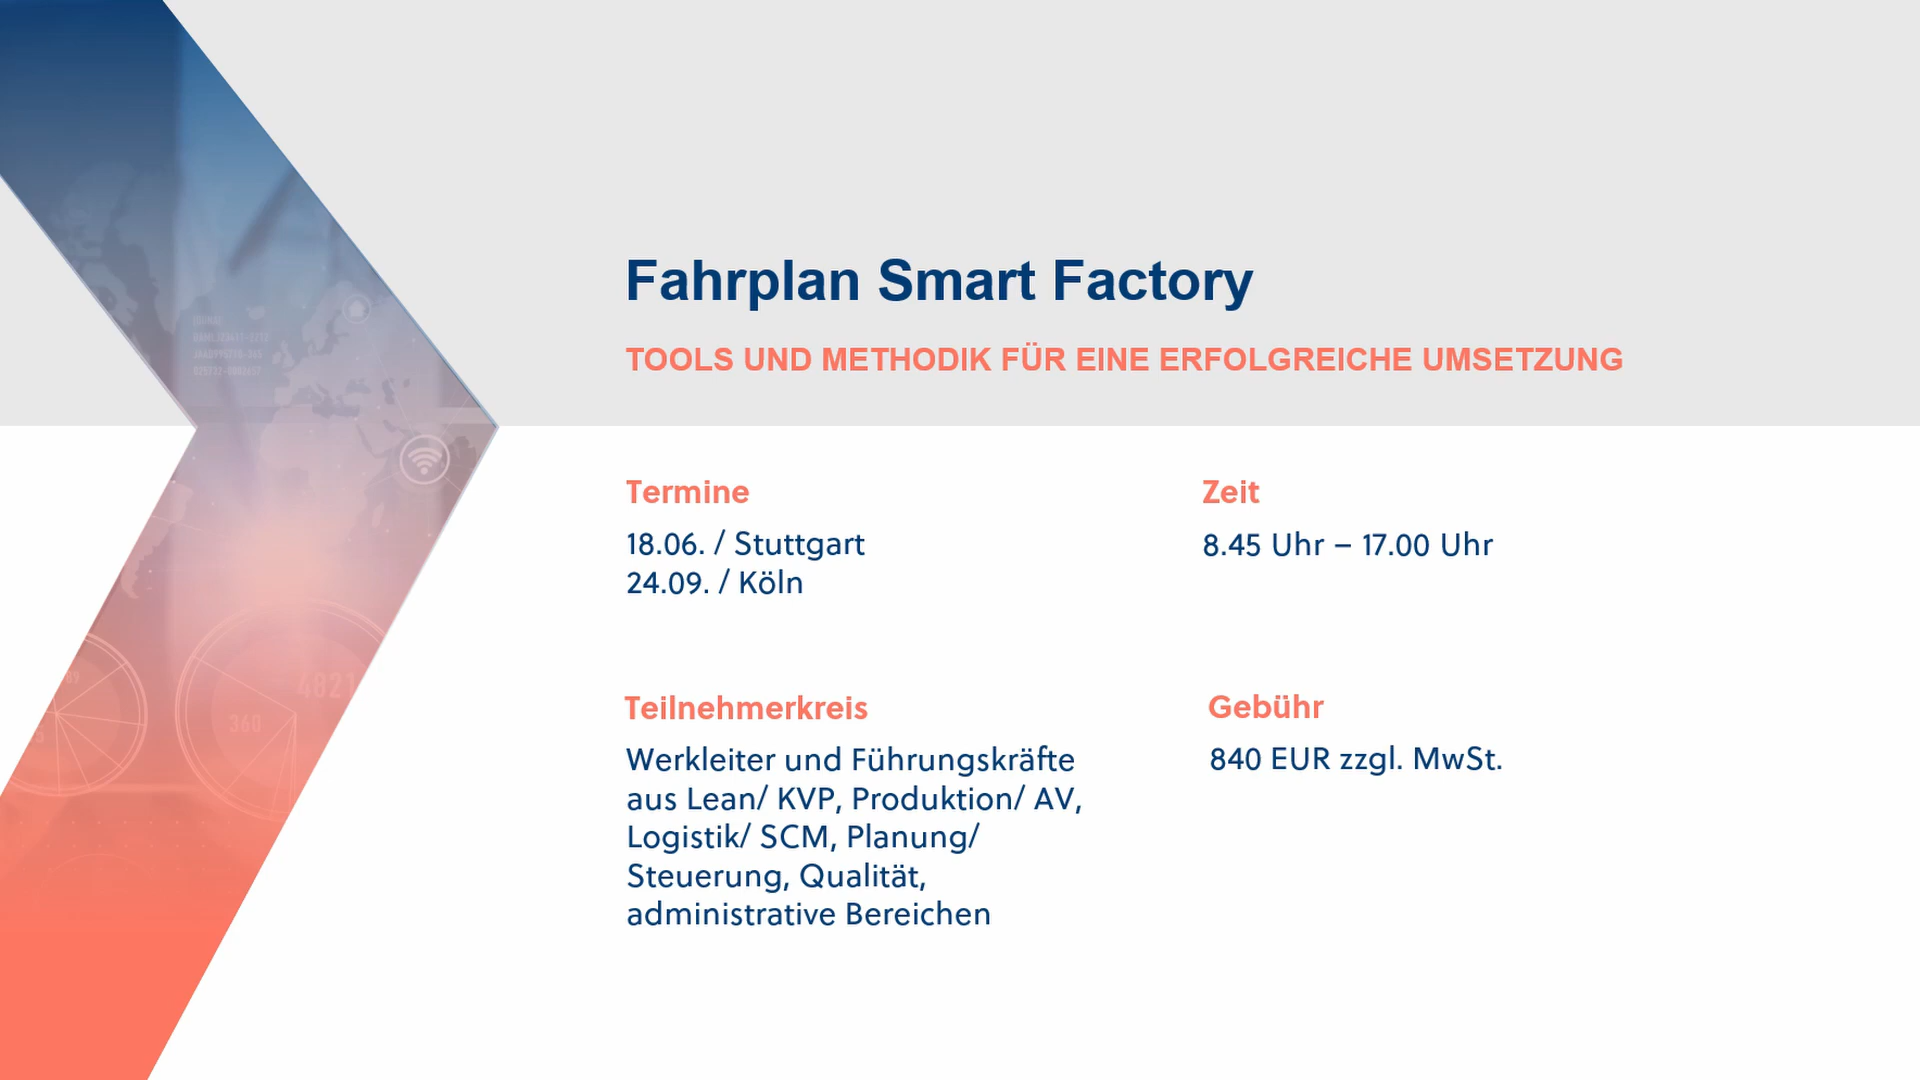 Fahrplan Smart Factory
TOOLS UND METHODIK FÜR EINE ERFOLGREICHE UMSETZUNG
Termine
18.06. / Stuttgart
24.09. / Köln
Zeit
8.45 Uhr – 17.00 Uhr
Teilnehmerkreis
Werkleiter und Führungskräfte
aus Lean/ KVP, Produktion/ AV,
Logistik/ SCM, Planung/
Steuerung, Qualität,
administrative Bereichen
Gebühr
840 EUR zzgl. MwSt.
4821
360